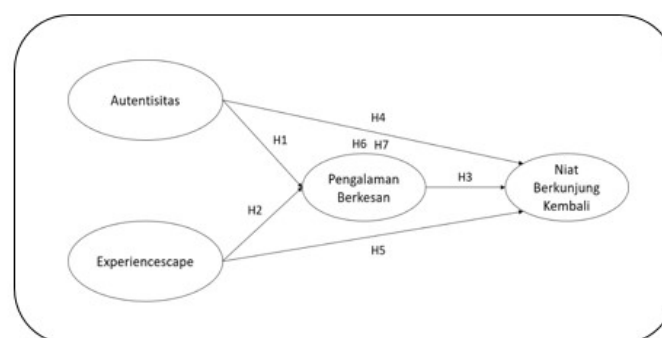 Autentisitas
H4
H1
H6 H7
Pengalaman
Berkesan
H3
Niat
Berkunjung
Kembali
H2
Experiencescape
H5